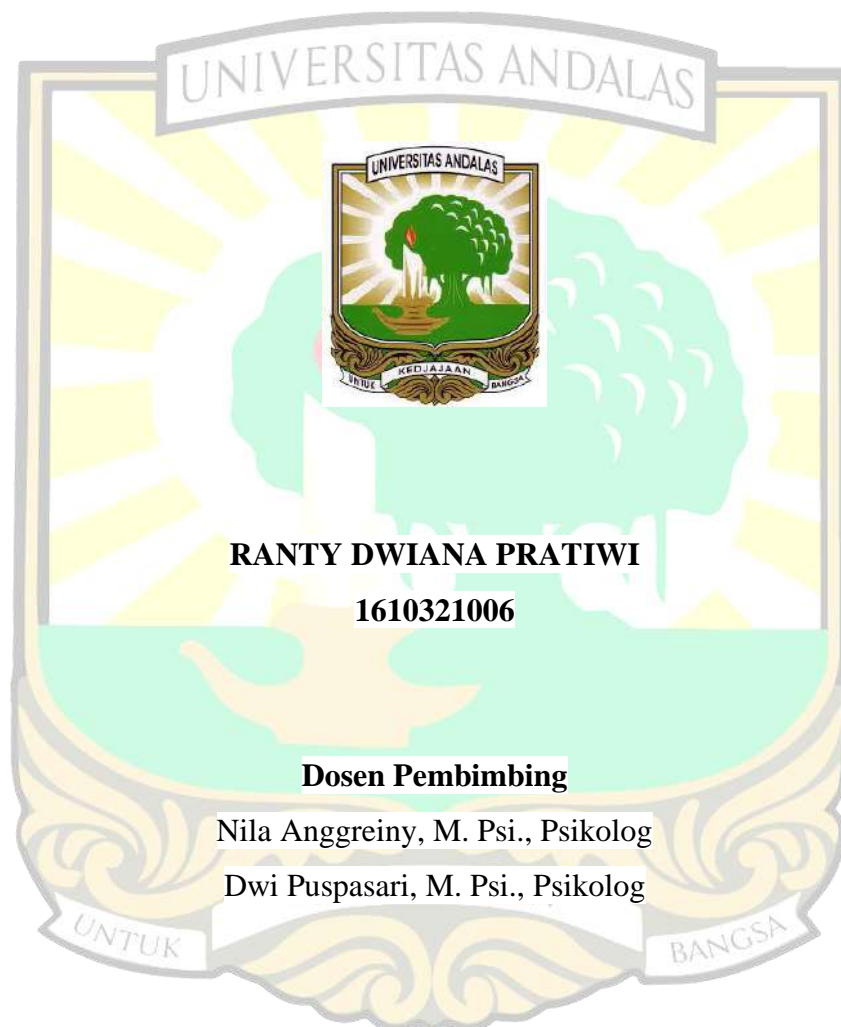 UNIVERSITAS ANDALAS
UNIVERSITAS ANDALAS
UNTUK KEDJAJAAN BANGSA
RANTY DWIANA PRATIWI
1610321006
Dosen Pembimbing
Nila Anggreiny, M. Psi., Psikolog
Dwi Puspasari, M. Psi., Psikolog
UNTUK BANGSA